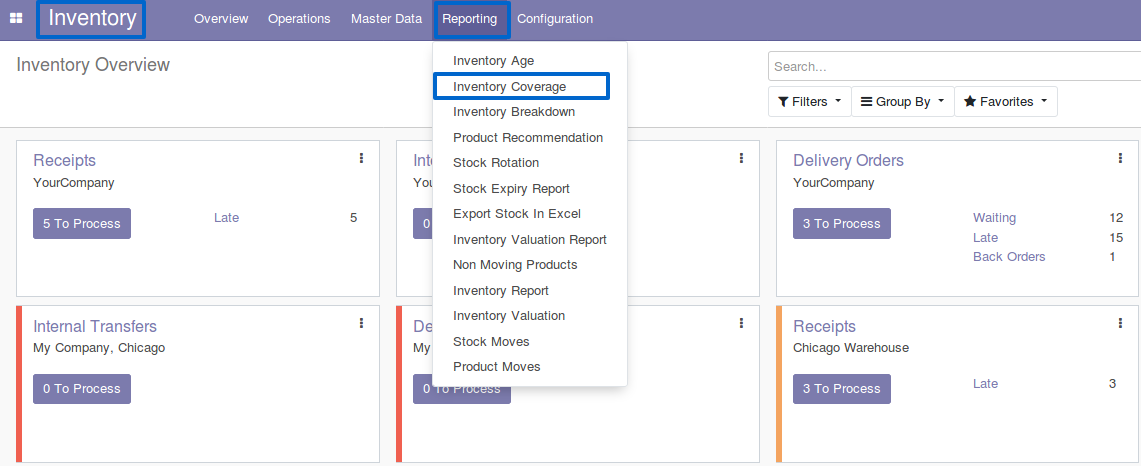 Inventory Overview Operations Master Data Reporting Configuration
Inventory Overview
Search...
Filters Group By Favorites
Inventory Age
Inventory Coverage
Inventory Breakdown
Product Recommendation
Stock Rotation
Stock Expiry Report
Export Stock In Excel
Inventory Valuation Report
Non Moving Products
Inventory Report
Inventory Valuation
Stock Moves
Product Moves
Receipts
YourCompany
5 To Process Late 5
Delivery Orders
YourCompany
3 To Process Waiting 12
Late 15
Back Orders 1
Internal Transfers
My Company, Chicago
0 To Process
My
0 To Process
Receipts
Chicago Warehouse
3 To Process Late 3